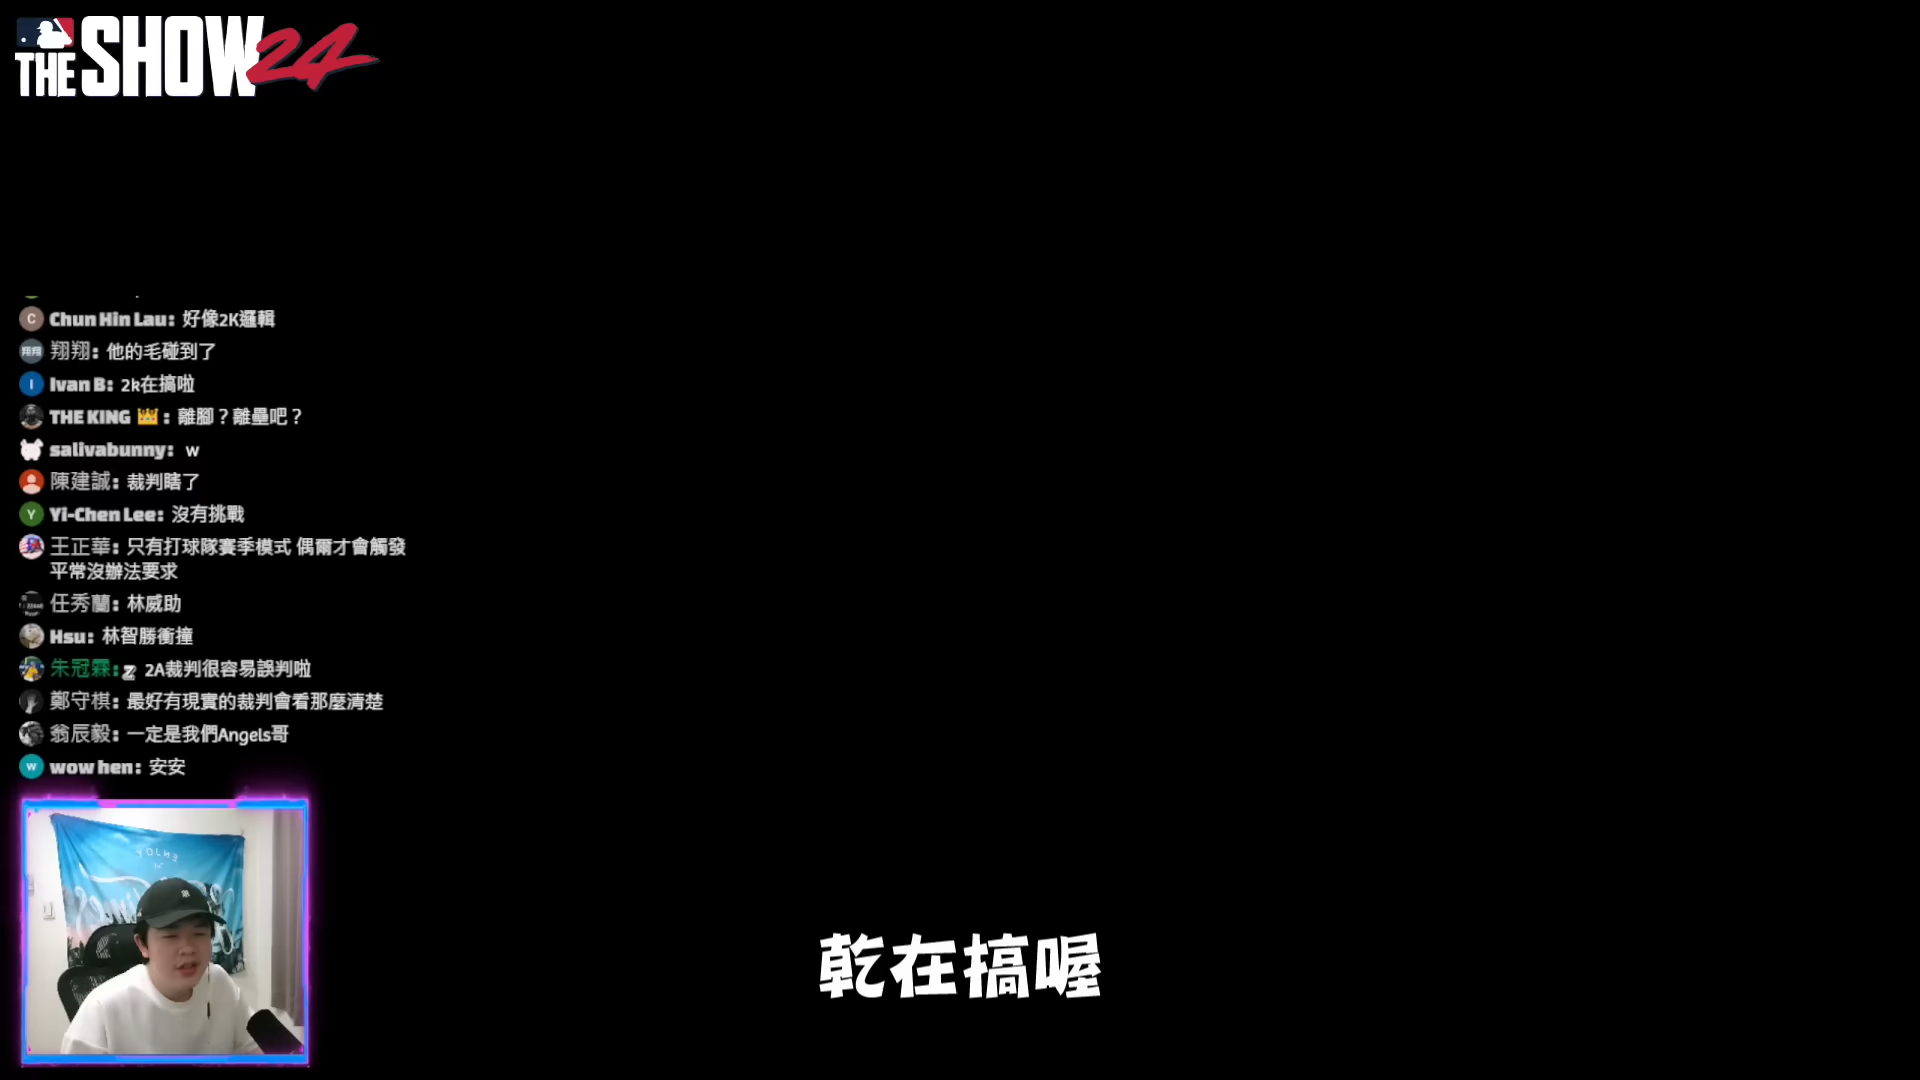 THE SHOW 24
Chun Hin Lau: 好像2K邏輯
翔翔: 他的毛碰到了
Ivan B: 2k在搞啦
THE KING 👑: 離腳？離壘吧？
salivabunny: w
陳建誠: 裁判瞎了
Yi-Chen Lee: 沒有挑戰
王正華: 只有打球隊賽季模式 偶爾才會觸發
平常沒辦法要求
任秀蘭: 林威助
Hsu: 林智勝衝撞
朱冠霖: 2A裁判很容易誤判啦
鄭守棋: 最好有現實的裁判會看那麼清楚
翁辰毅: 一定是我們Angels哥
wow hen: 安安
ENJOY
乾在搞喔